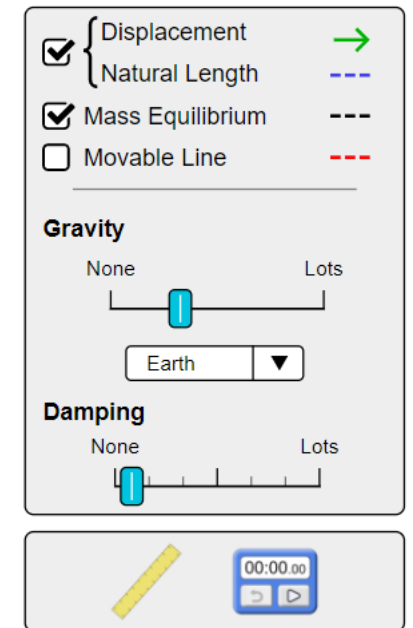 Displacement
Natural Length
Mass Equilibrium
Movable Line
Gravity
None Lots
Earth
Damping
None Lots
00:00.00